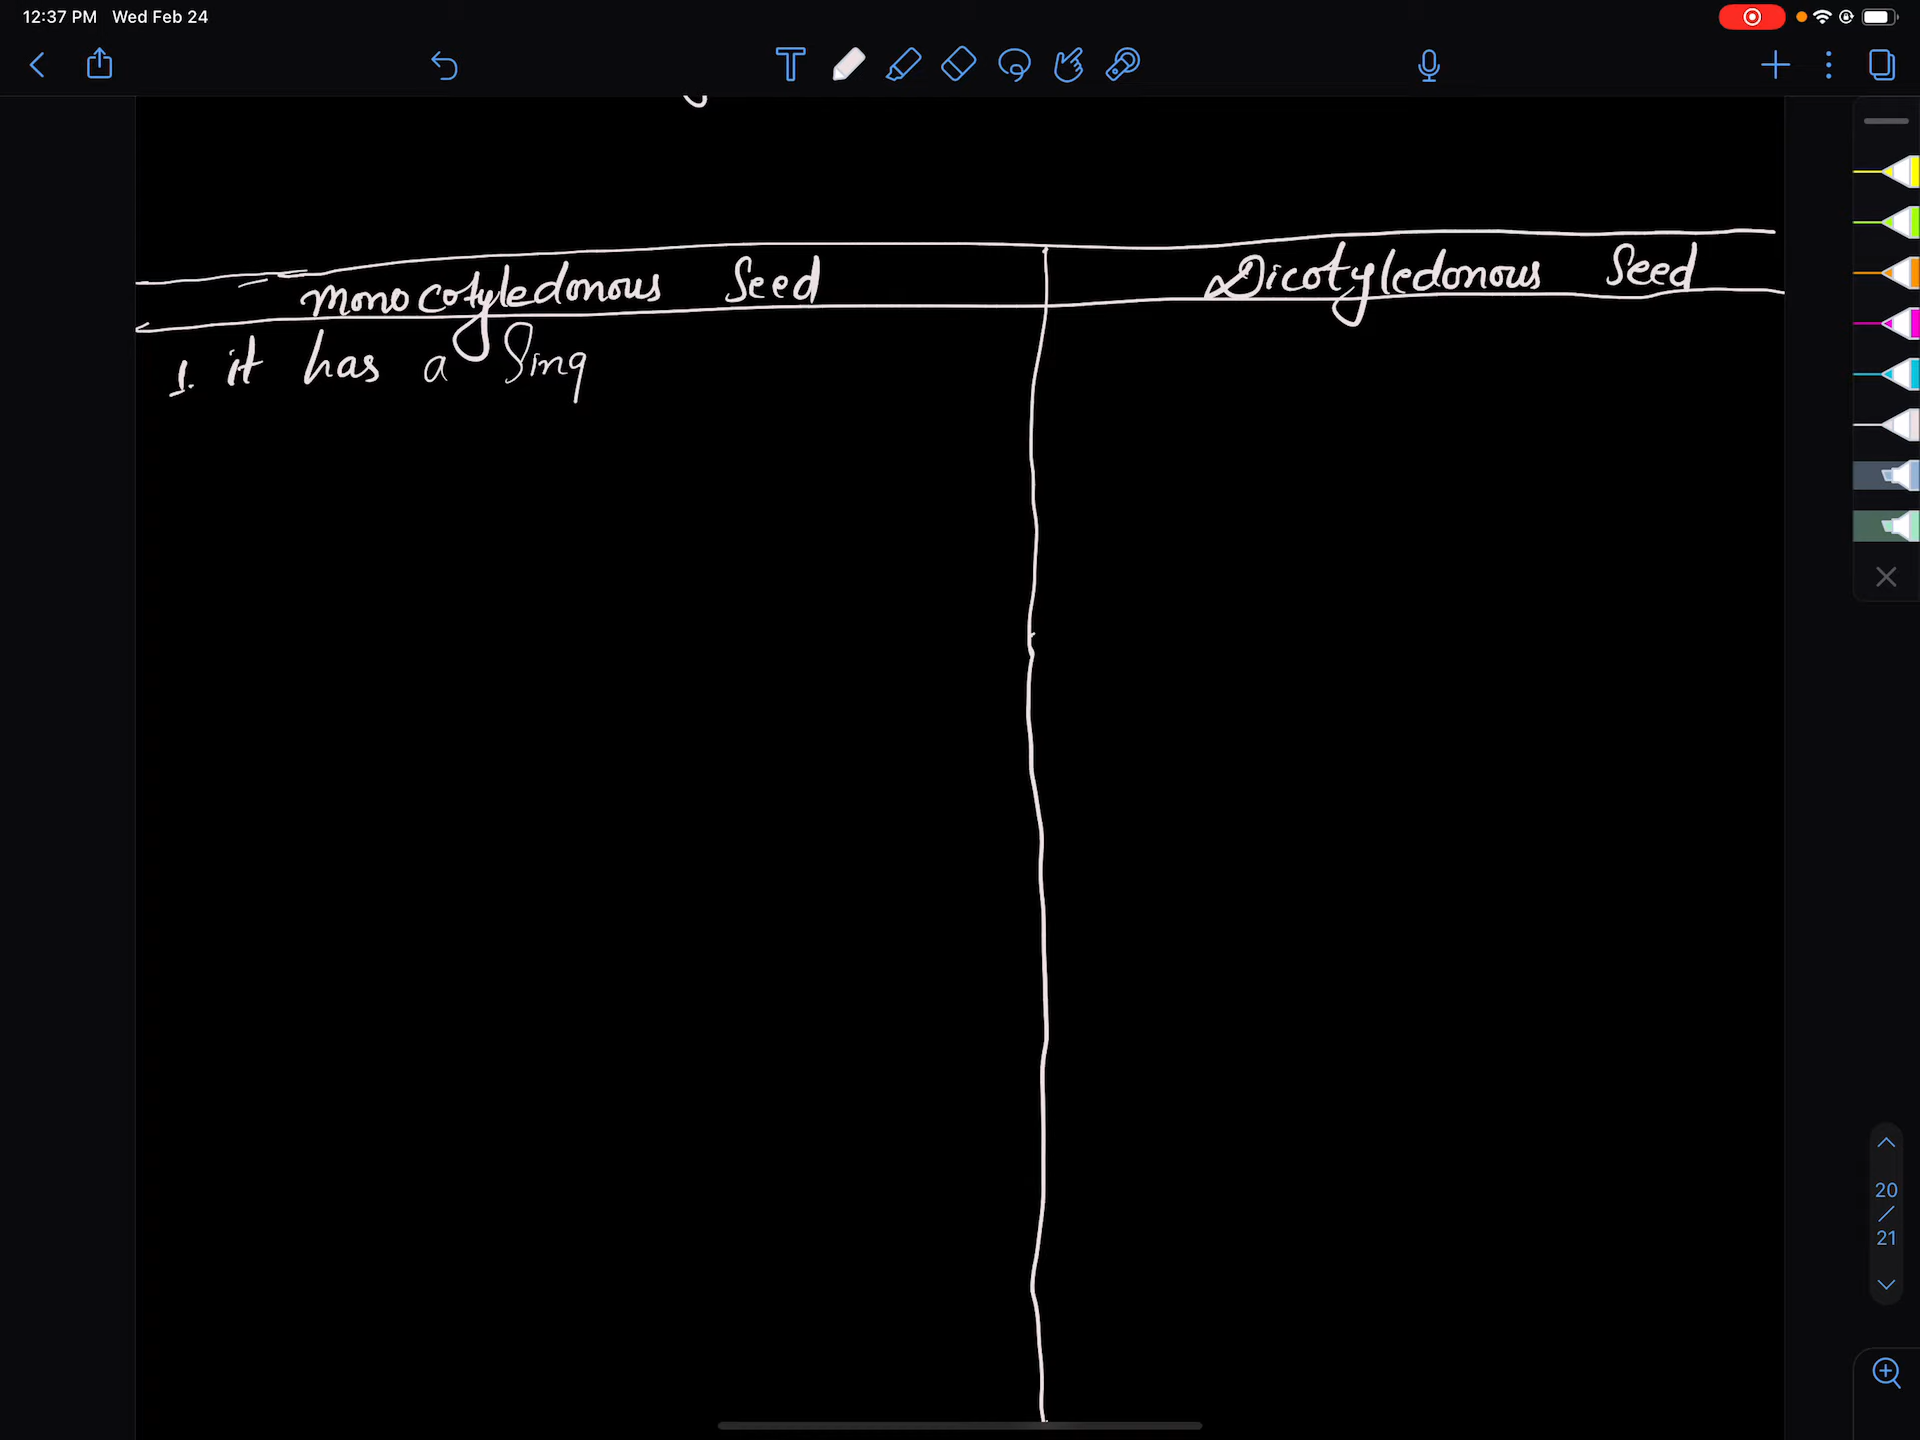 12:37 PM Wed Feb 24
monocotyledonous Seed
Dicotyledonous Seed
1. it has a Sing
20
/
21